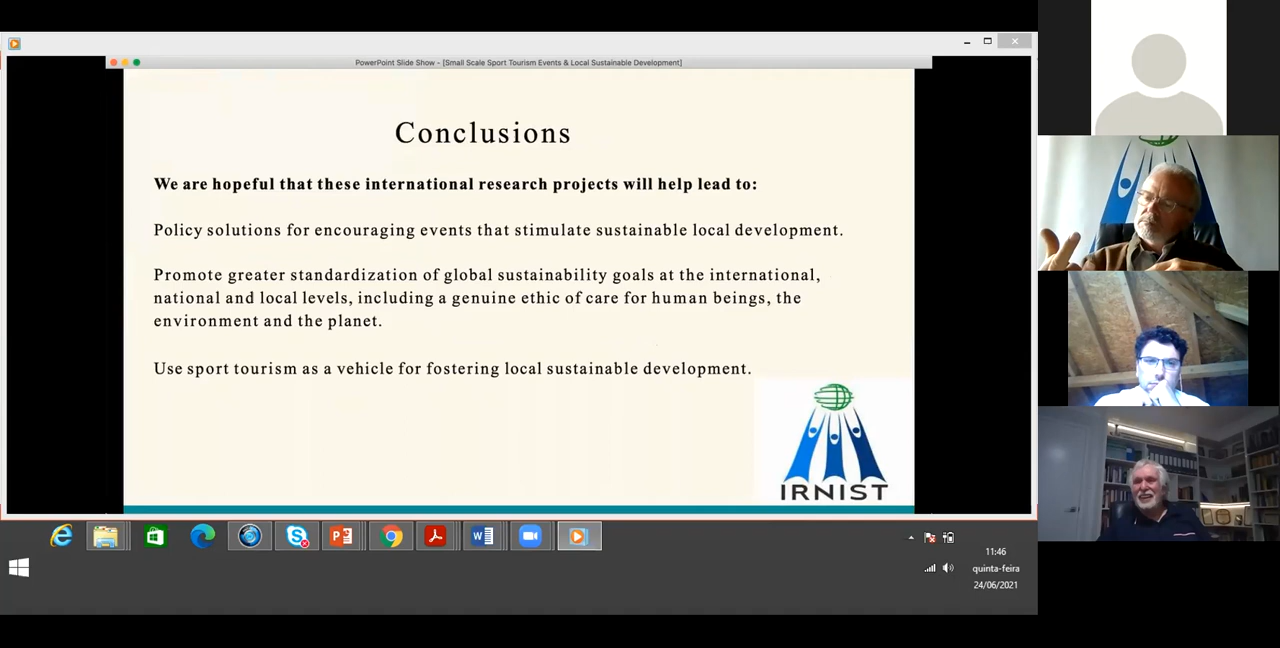 PowerPoint Slide Show - [Small Scale Sport Tourism Events & Local Sustainable Development]
Conclusions
We are hopeful that these international research projects will help lead to:
Policy solutions for encouraging events that stimulate sustainable local development.
Promote greater standardization of global sustainability goals at the international,
national and local levels, including a genuine ethic of care for human beings, the
environment and the planet.
Use sport tourism as a vehicle for fostering local sustainable development.
IRNIST
11:46
quinta-feira
24/06/2021